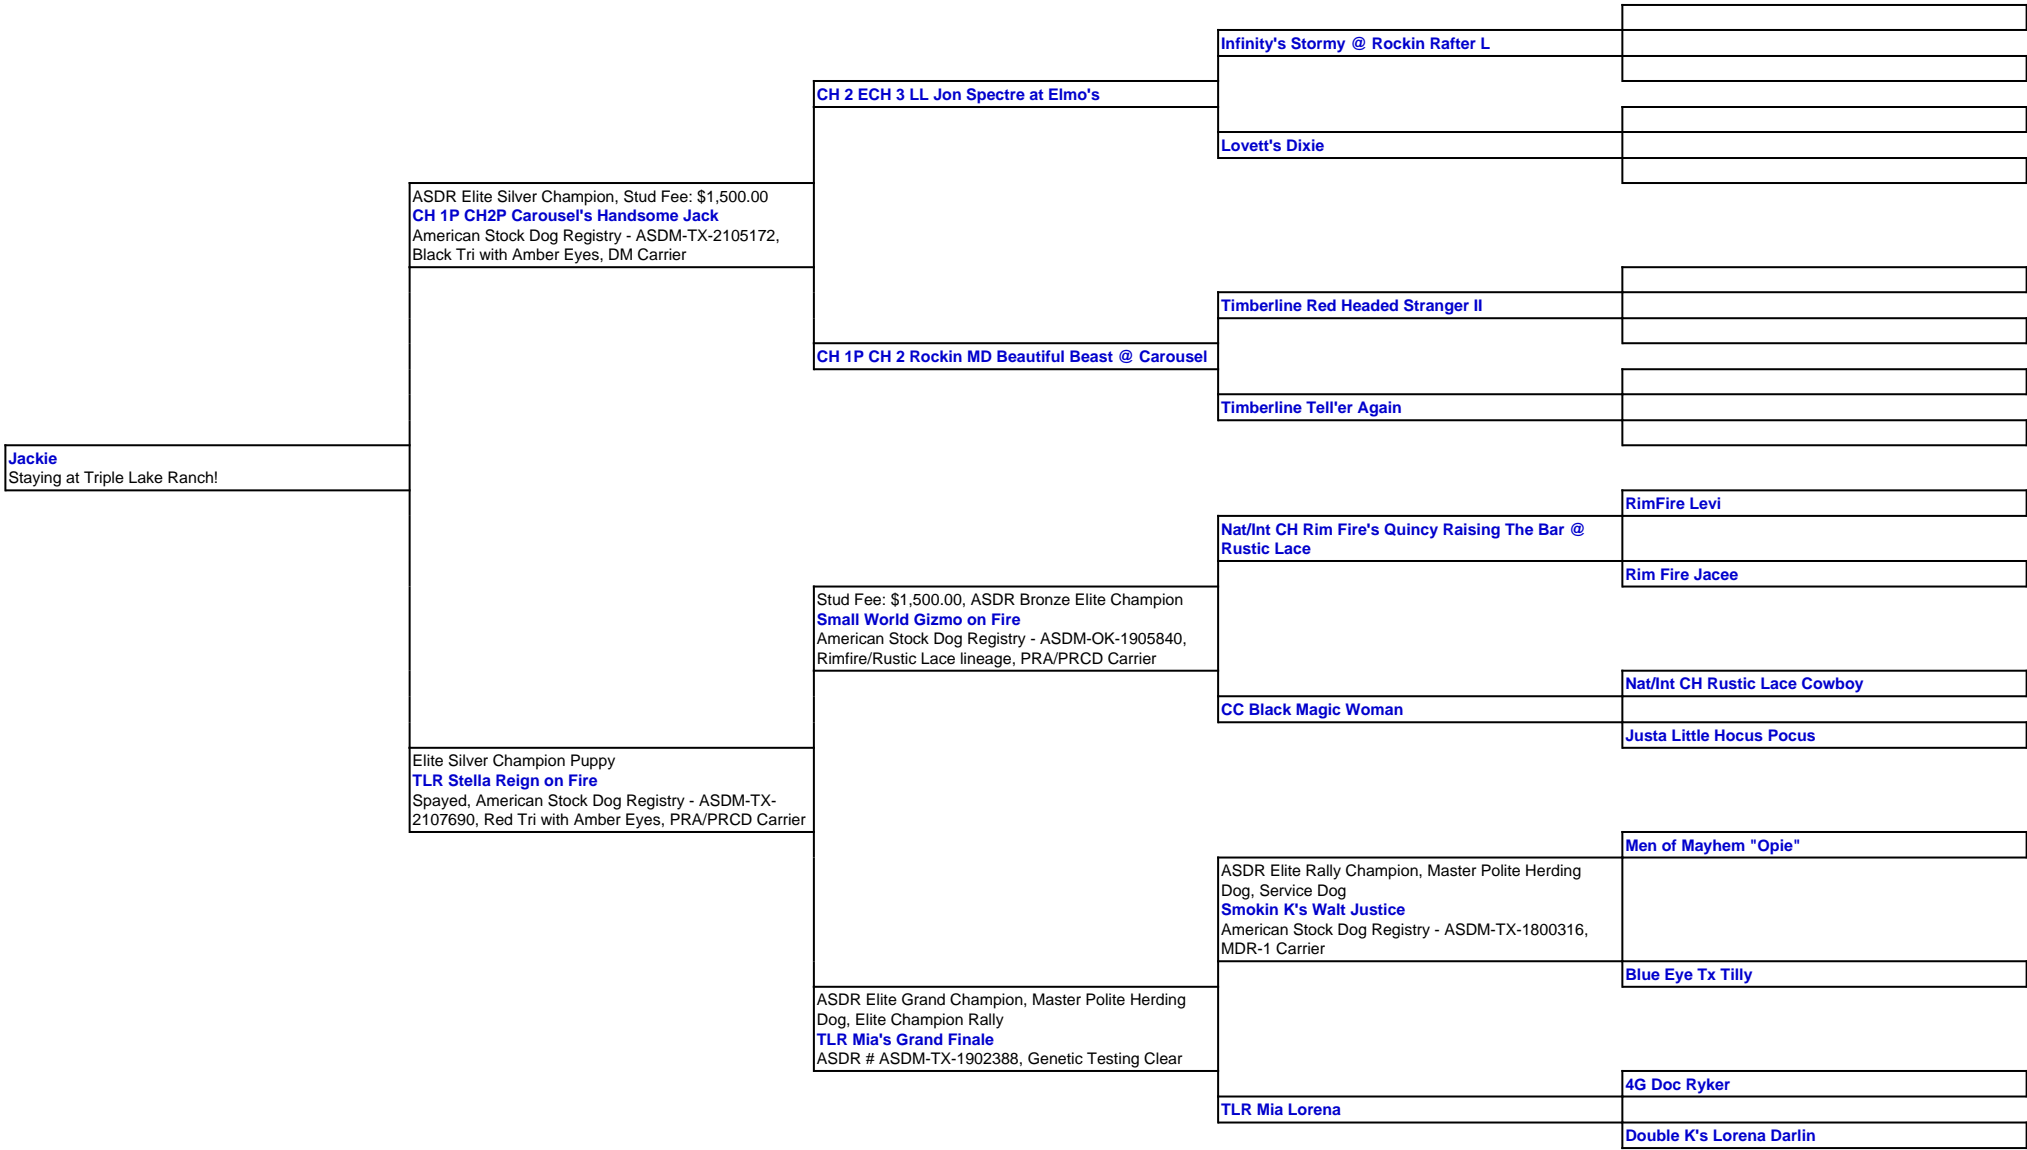 Infinity's Stormy @ Rockin Rafter L
CH 2 ECH 3 LL Jon Spectre at Elmo's
Lovett's Dixie
ASDR Elite Silver Champion, Stud Fee: $1,500.00
CH 1P CH2P Carousel's Handsome Jack
American Stock Dog Registry - ASDM-TX-2105172,
Black Tri with Amber Eyes, DM Carrier
Timberline Red Headed Stranger II
CH 1P CH 2 Rockin MD Beautiful Beast @ Carousel
Timberline Tell'er Again
Jackie
Staying at Triple Lake Ranch!
RimFire Levi
Nat/Int CH Rim Fire's Quincy Raising The Bar @
Rustic Lace
Rim Fire Jacee
Stud Fee: $1,500.00, ASDR Bronze Elite Champion
Small World Gizmo on Fire
American Stock Dog Registry - ASDM-OK-1905840,
Rimfire/Rustic Lace lineage, PRA/PRCD Carrier
Nat/Int CH Rustic Lace Cowboy
CC Black Magic Woman
Justa Little Hocus Pocus
Elite Silver Champion Puppy
TLR Stella Reign on Fire
Spayed, American Stock Dog Registry - ASDM-TX-
2107690, Red Tri with Amber Eyes, PRA/PRCD Carrier
Men of Mayhem "Opie"
ASDR Elite Rally Champion, Master Polite Herding
Dog, Service Dog
Smokin K's Walt Justice
American Stock Dog Registry - ASDM-TX-1800316,
MDR-1 Carrier
Blue Eye Tx Tilly
ASDR Elite Grand Champion, Master Polite Herding
Dog, Elite Champion Rally
TLR Mia's Grand Finale
ASDR # ASDM-TX-1902388, Genetic Testing Clear
4G Doc Ryker
TLR Mia Lorena
Double K's Lorena Darlin